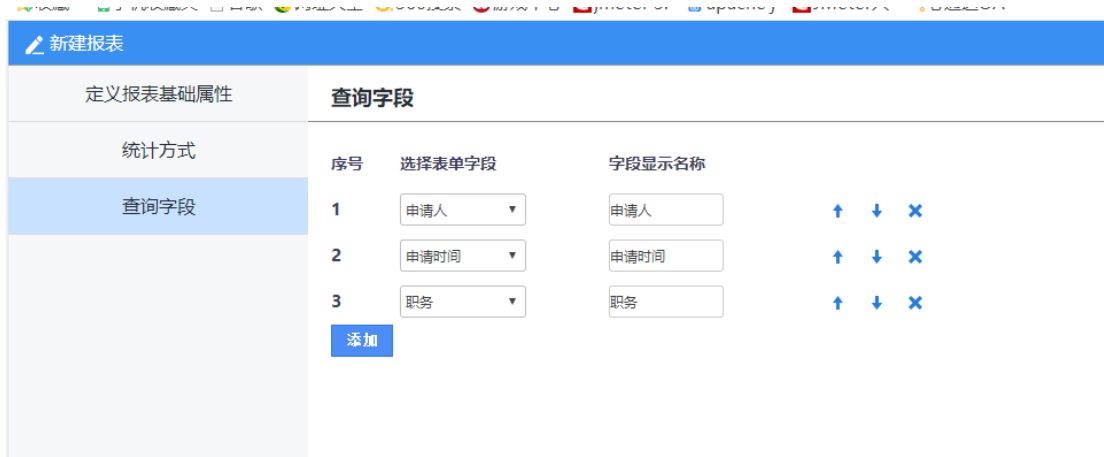 新建报表
定义报表基础属性
统计方式
查询字段
查询字段
序号 选择表单字段 字段显示名称
1 申请人 申请人
2 申请时间 申请时间
3 职务 职务
添加